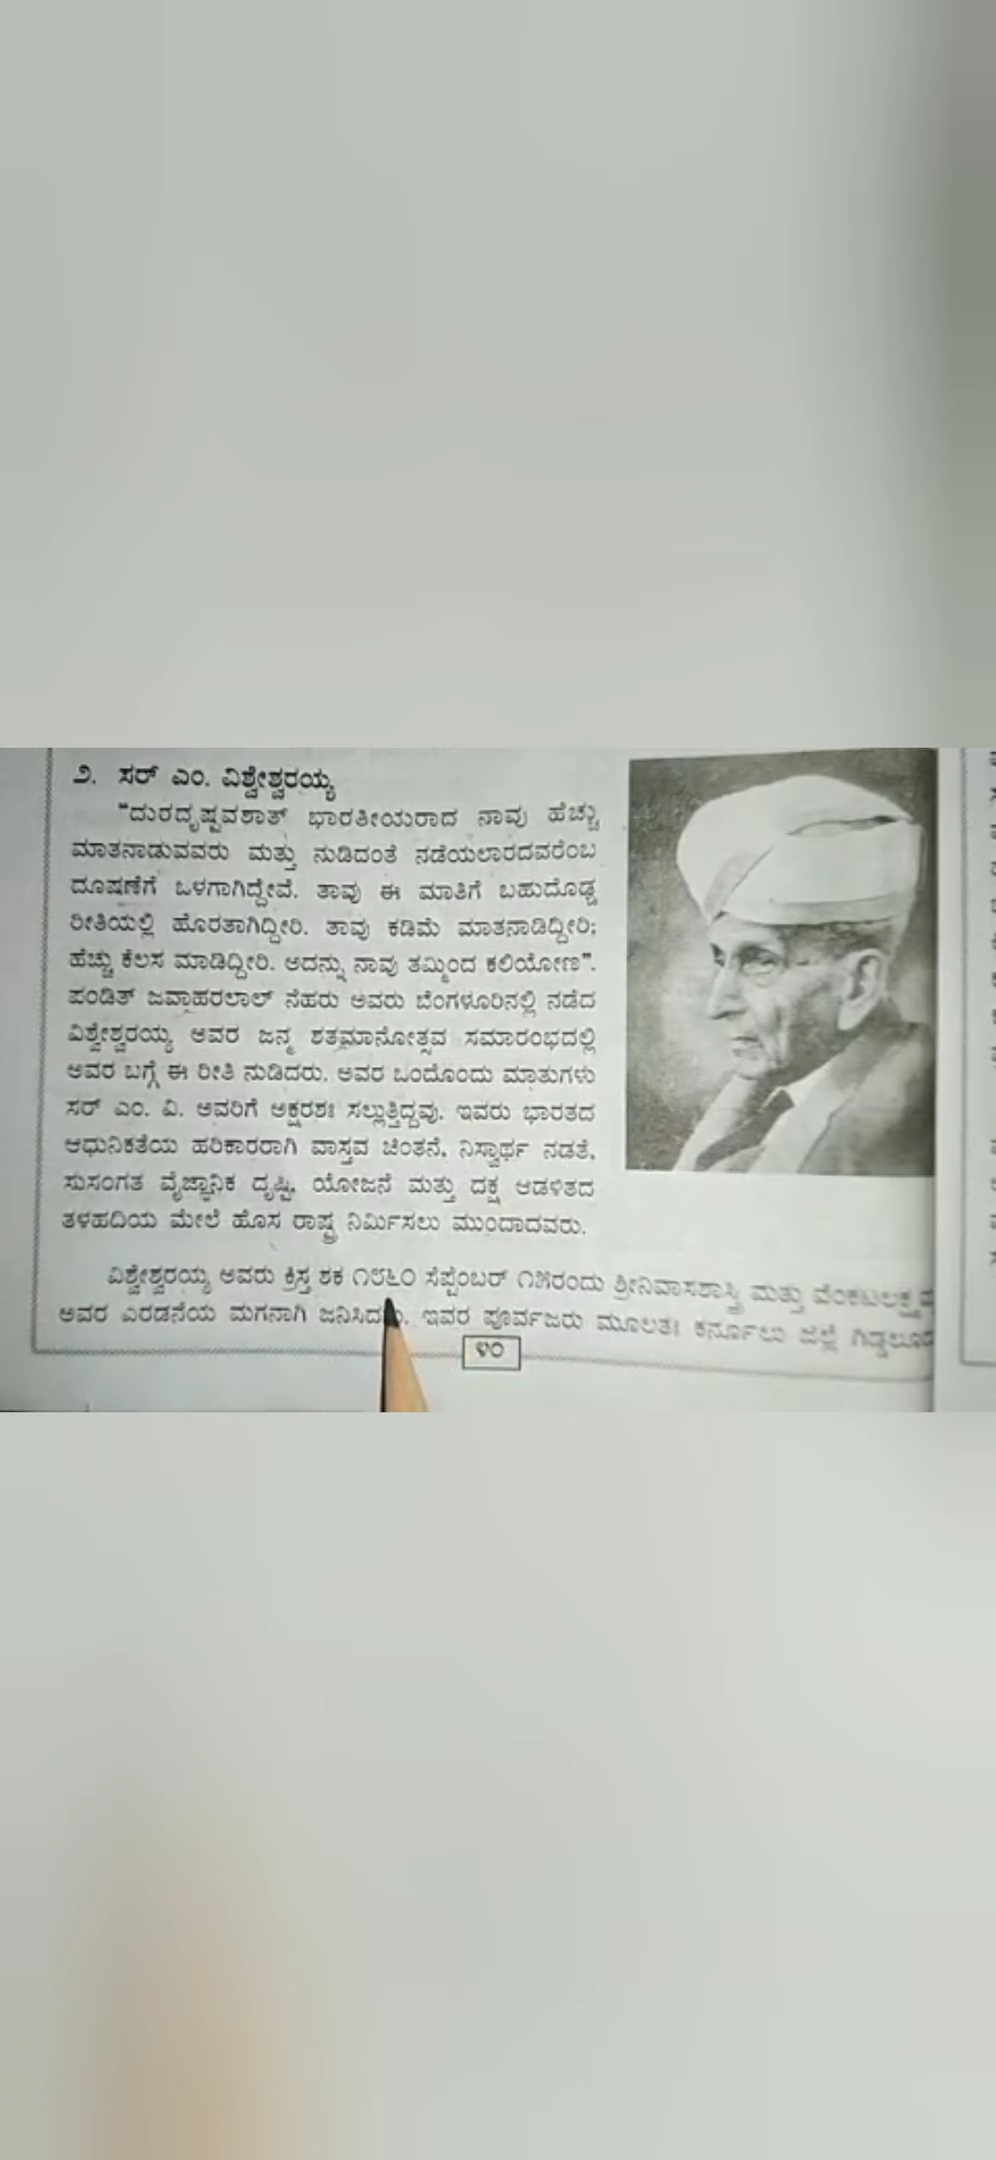 ೨. ಸರ್ ಎಂ. ವಿಶ್ವೇಶ್ವರಯ್ಯ
“ದುರದೃಷ್ಟವಶಾತ್ ಭಾರತೀಯರಾದ ನಾವು ಹೆಚ್ಚು
ಮಾತನಾಡುವವರು ಮತ್ತು ನುಡಿದಂತೆ ನಡೆಯಲಾರದವರೆಂಬ
ದೂಷಣೆಗೆ ಒಳಗಾಗಿದ್ದೇವೆ. ತಾವು ಈ ಮಾತಿಗೆ ಬಹುದೊಡ್ಡ
ರೀತಿಯಲ್ಲಿ ಹೊರತಾಗಿದ್ದೀರಿ. ತಾವು ಕಡಿಮೆ ಮಾತನಾಡಿದ್ದೀರಿ;
ಹೆಚ್ಚು ಕೆಲಸ ಮಾಡಿದ್ದೀರಿ. ಅದನ್ನು ನಾವು ತಮ್ಮಿಂದ ಕಲಿಯೋಣ”.
ಪಂಡಿತ್ ಜವಾಹರಲಾಲ್ ನೆಹರು ಅವರು ಬೆಂಗಳೂರಿನಲ್ಲಿ ನಡೆದ
ವಿಶ್ವೇಶ್ವರಯ್ಯ ಅವರ ಜನ್ಮ ಶತಮಾನೋತ್ಸವ ಸಮಾರಂಭದಲ್ಲಿ
ಅವರ ಬಗ್ಗೆ ಈ ರೀತಿ ನುಡಿದರು. ಅವರ ಒಂದೊಂದು ಮಾತುಗಳು
ಸರ್ ಎಂ. ವಿ. ಅವರಿಗೆ ಅಕ್ಷರಶಃ ಸಲ್ಲುತ್ತಿದ್ದವು. ಇವರು ಭಾರತದ
ಆಧುನಿಕತೆಯ ಹರಿಕಾರರಾಗಿ ವಾಸ್ತವ ಚಿಂತನೆ, ನಿಸ್ವಾರ್ಥ ನಡತೆ,
ಸುಸಂಗತ ವೈಜ್ಞಾನಿಕ ದೃಷ್ಟಿ, ಯೋಜನೆ ಮತ್ತು ದಕ್ಷ ಆಡಳಿತದ
ತಳಹದಿಯ ಮೇಲೆ ಹೊಸ ರಾಷ್ಟ್ರ ನಿರ್ಮಿಸಲು ಮುಂದಾದವರು.
ವಿಶ್ವೇಶ್ವರಯ್ಯ ಅವರು ಕ್ರಿಸ್ತ ಶಕ ೧೮೬೦ ಸೆಪ್ಟೆಂಬರ್ ೧೫ರಂದು ಶ್ರೀನಿವಾಸಶಾಸ್ತ್ರಿ ಮತ್ತು
ಅವರ ಎರಡನೆಯ ಮಗನಾಗಿ ಇವರ ಪೂರ್ವಜರು ಮೂಲತಃ ಕರ್ನೂಲು ಜಿಲ್ಲೆ
೪೦